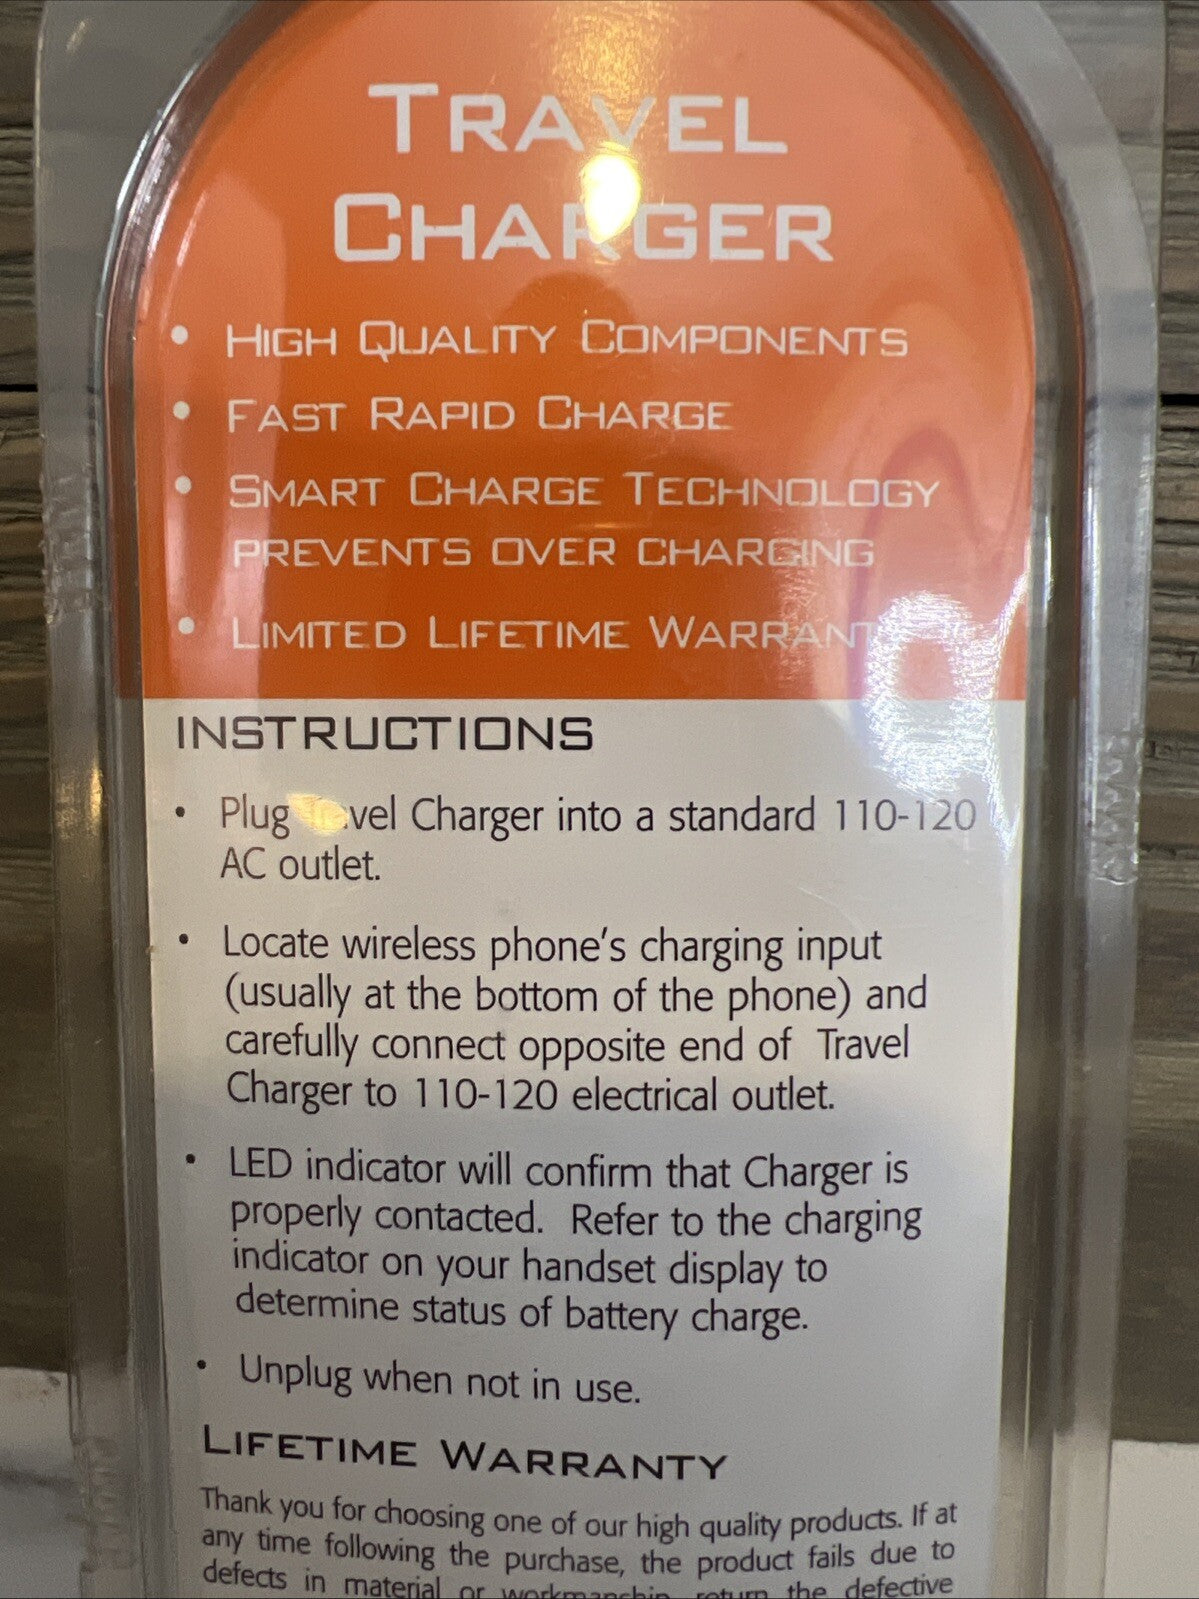 TRAVEL
CHARGER
• HIGH QUALITY COMPONENTS
• FAST RAPID CHARGE
• SMART CHARGE TECHNOLOGY
PREVENTS OVER CHARGING
• LIMITED LIFETIME WARRANTY
INSTRUCTIONS
• Plug Travel Charger into a standard 110-120
AC outlet.
• Locate wireless phone's charging input
(usually at the bottom of the phone) and
carefully connect opposite end of Travel
Charger to 110-120 electrical outlet.
• LED indicator will confirm that Charger is
properly contacted. Refer to the charging
indicator on your handset display to
determine status of battery charge.
• Unplug when not in use.
LIFETIME WARRANTY
Thank you for choosing one of our high quality products. If at
any time following the purchase, the product fails due to
defects in material or workmanship, return the defective